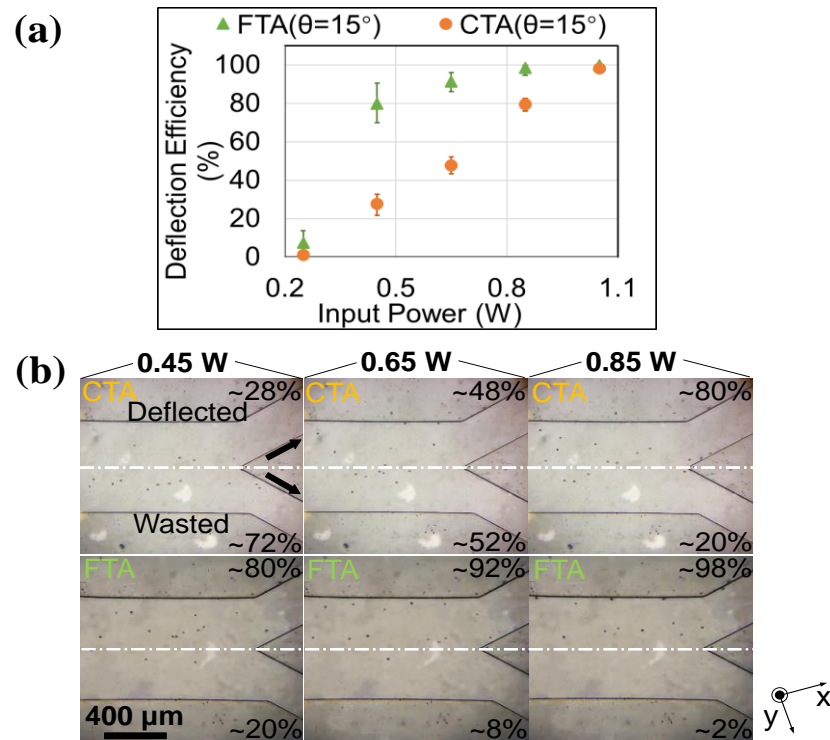 (a)
FTA(θ=15°) CTA(θ=15°)
Deflection Efficiency
(%)
100
80
60
40
20
0
0.2 0.5 0.8 1.1
Input Power (W)
(b)
0.45 W 0.65 W 0.85 W
CTA ~28% CTA ~48% CTA ~80%
Deflected
Wasted
~72% ~52% ~20%
FTA ~80% FTA ~92% FTA ~98%
400 µm ~20% ~8% ~2%
x
y